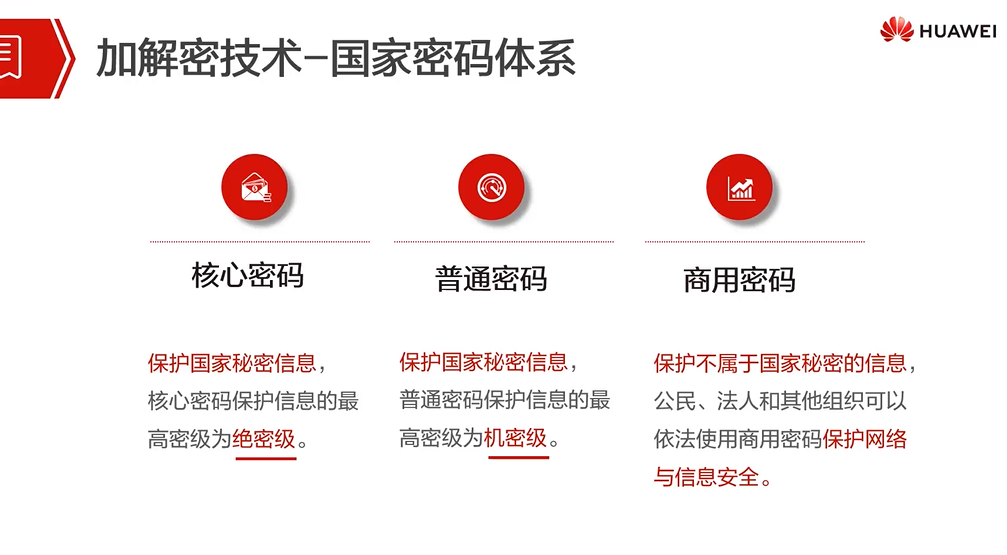 加解密技术-国家密码体系
HUAWEI
核心密码
保护国家秘密信息，
核心密码保护信息的最
高密级为绝密级。
普通密码
保护国家秘密信息，
普通密码保护信息的最
高密级为机密级。
商用密码
保护不属于国家秘密的信息，
公民、法人和其他组织可以
依法使用商用密码保护网络
与信息安全。